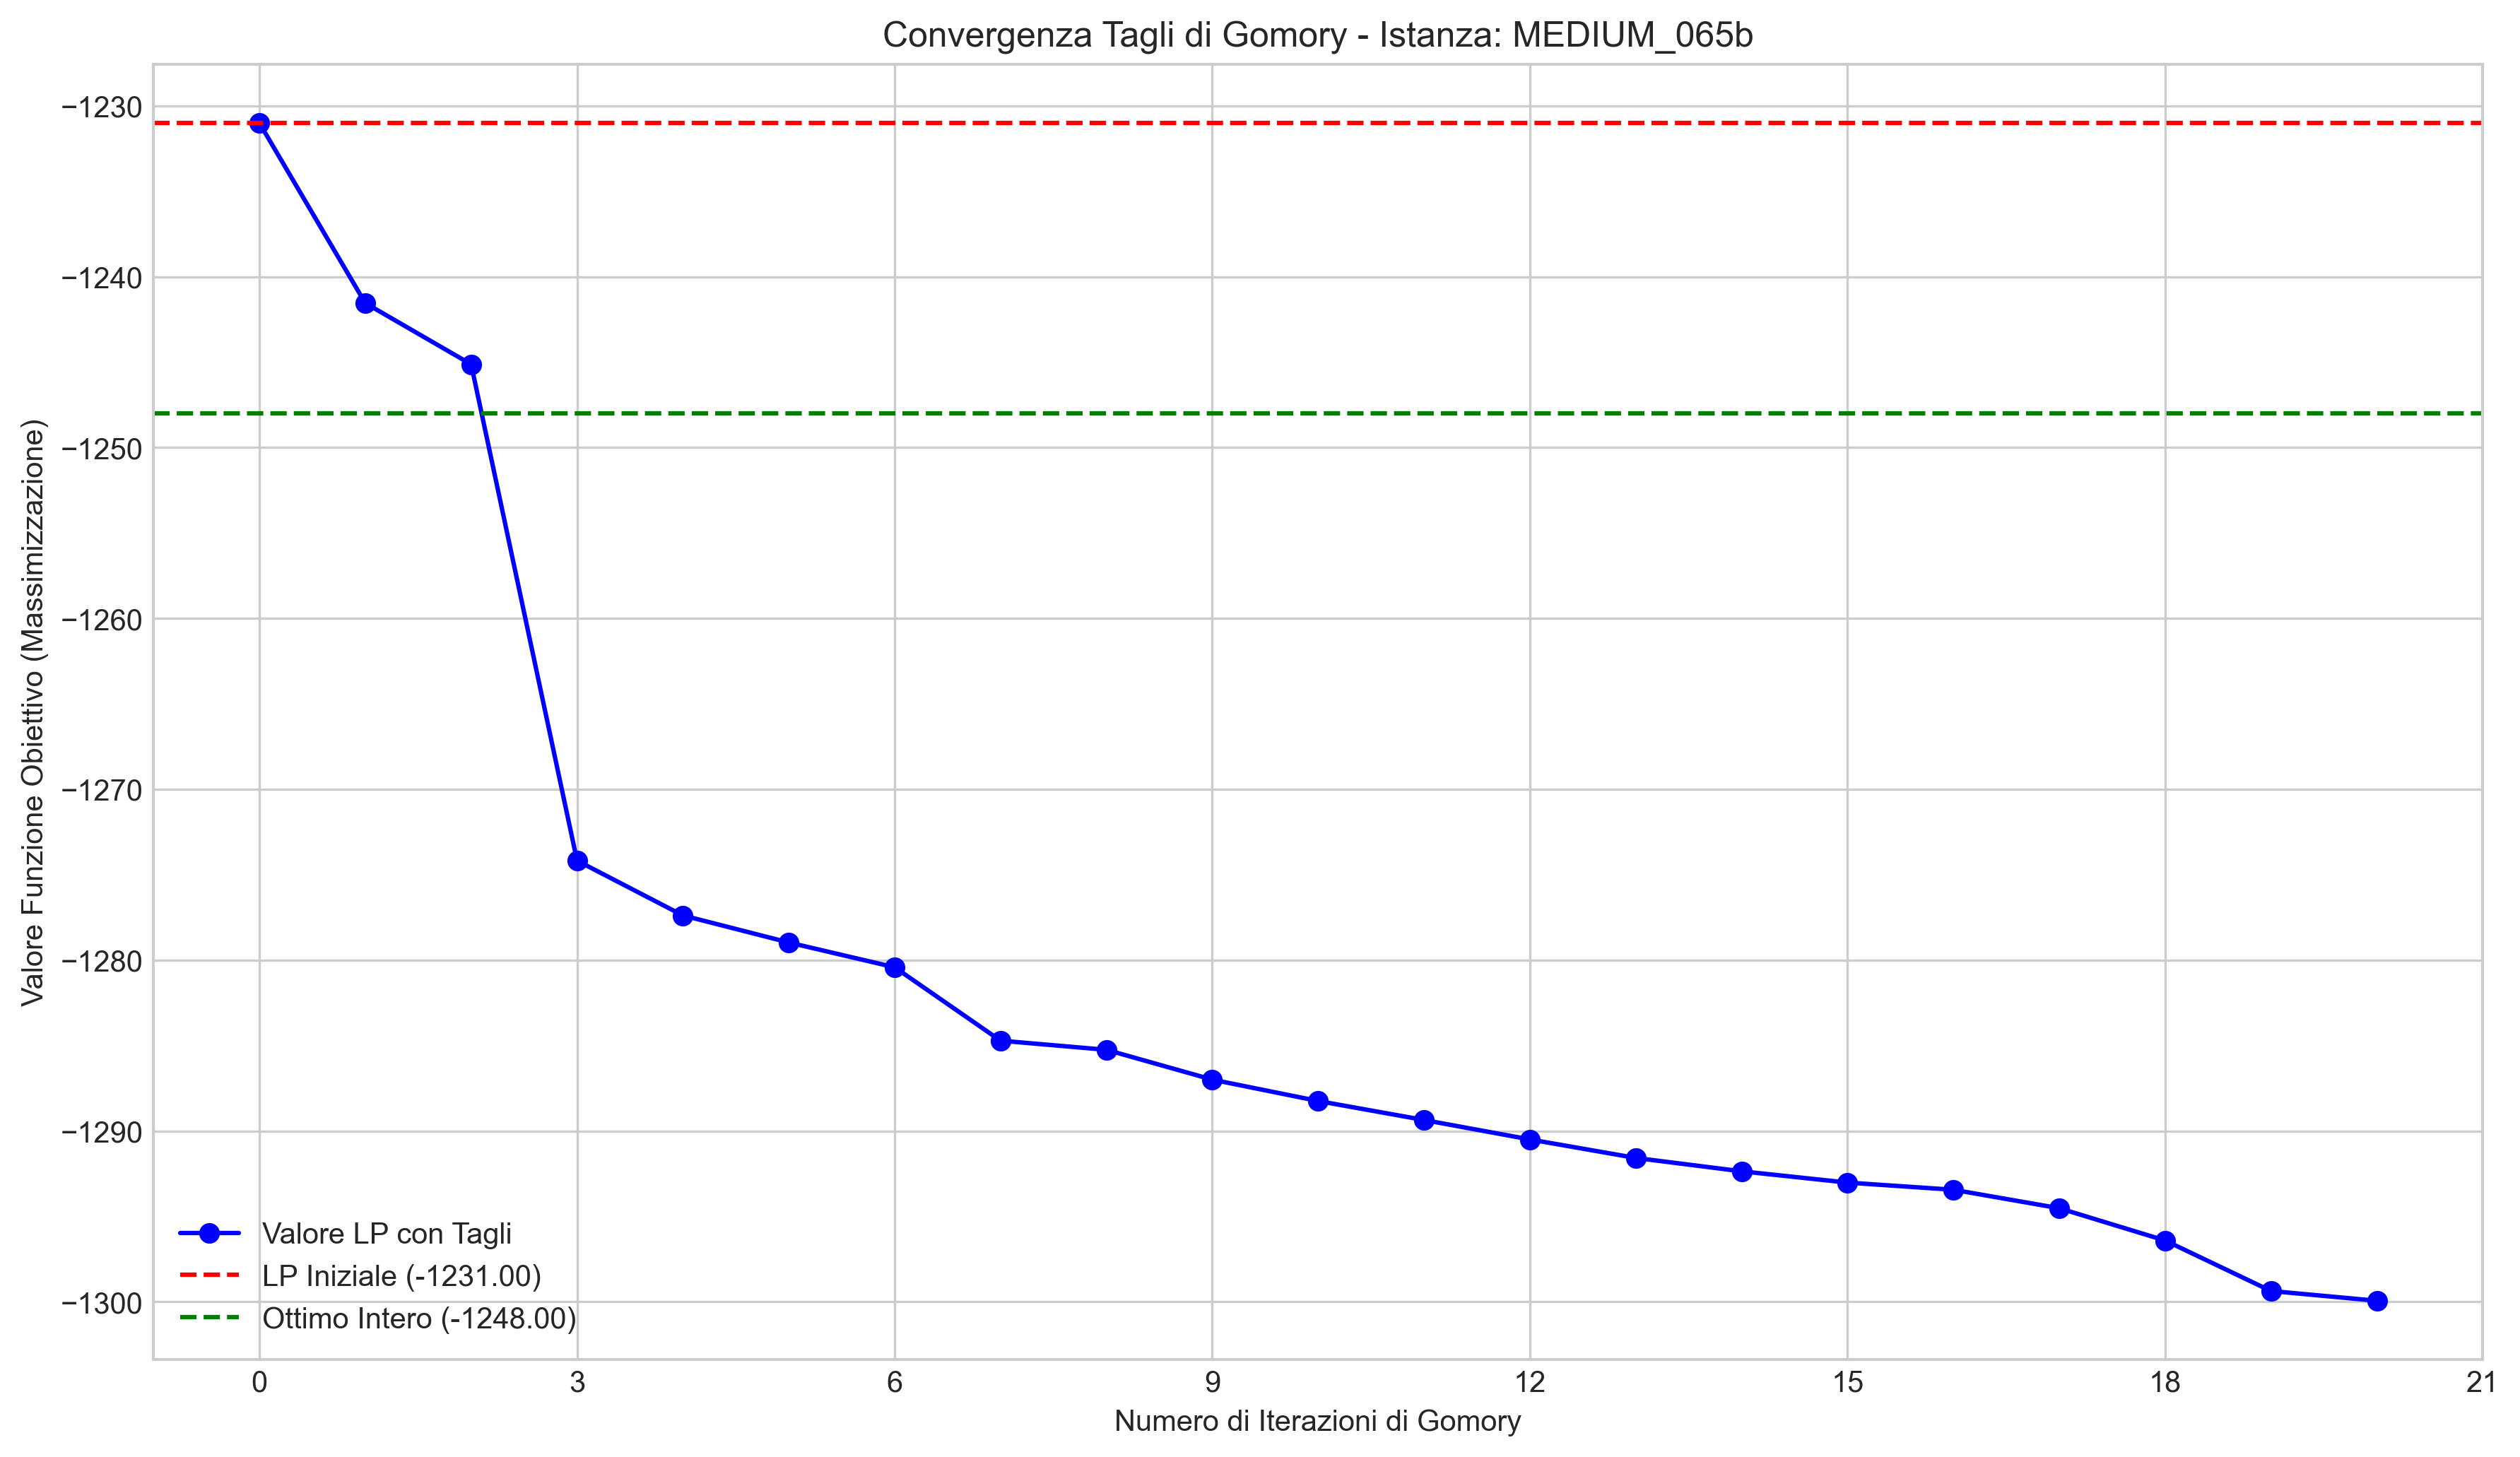 Convergenza Tagli di Gomory - Istanza: MEDIUM_065b
Valore Funzione Obiettivo (Massimizzazione)
−1230
−1240
−1250
−1260
−1270
−1280
−1290
−1300
Valore LP con Tagli
LP Iniziale (-1231.00)
Ottimo Intero (-1248.00)
0 3 6 9 12 15 18 21
Numero di Iterazioni di Gomory